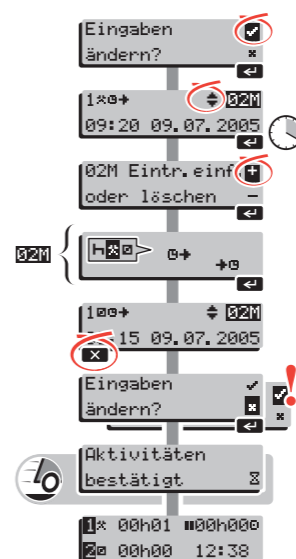 Eingaben
ändern?
1 02M
09:20 09.07.2005
02M Eintr.einf +
oder löschen -
02M
1 02M
15 09.07.2005
Eingaben
ändern?
Aktivitäten
bestätigt
1 00h01 00h00
2 00h00 12:38